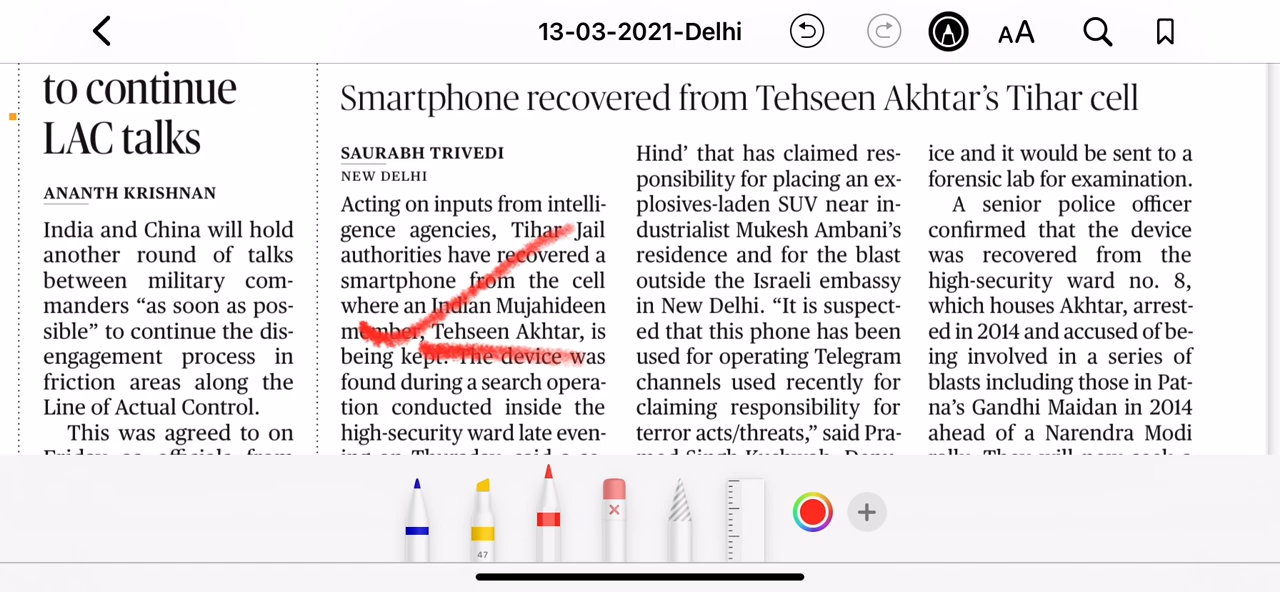 13-03-2021-Delhi
AA
to continue
LAC talks
ANANTH KRISHNAN
India and China will hold
another round of talks
between military com-
manders “as soon as pos-
sible” to continue the dis-
engagement process in
friction areas along the
Line of Actual Control.
This was agreed to on
Smartphone recovered from Tehseen Akhtar’s Tihar cell
SAURABH TRIVEDI
NEW DELHI
Acting on inputs from intelli-
gence agencies, Tihar Jail
authorities have recovered a
smartphone from the cell
where an Indian Mujahideen
member, Tehseen Akhtar, is
being kept. The device was
found during a search opera-
tion conducted inside the
high-security ward late even-
Hind’ that has claimed res-
ponsibility for placing an ex-
plosives-laden SUV near in-
dustrialist Mukesh Ambani’s
residence and for the blast
outside the Israeli embassy
in New Delhi. “It is suspect-
ed that this phone has been
used for operating Telegram
channels used recently for
claiming responsibility for
terror acts/threats,” said Pra-
ice and it would be sent to a
forensic lab for examination.
A senior police officer
confirmed that the device
was recovered from the
high-security ward no. 8,
which houses Akhtar, arrest-
ed in 2014 and accused of be-
ing involved in a series of
blasts including those in Pat-
na’s Gandhi Maidan in 2014
ahead of a Narendra Modi
47